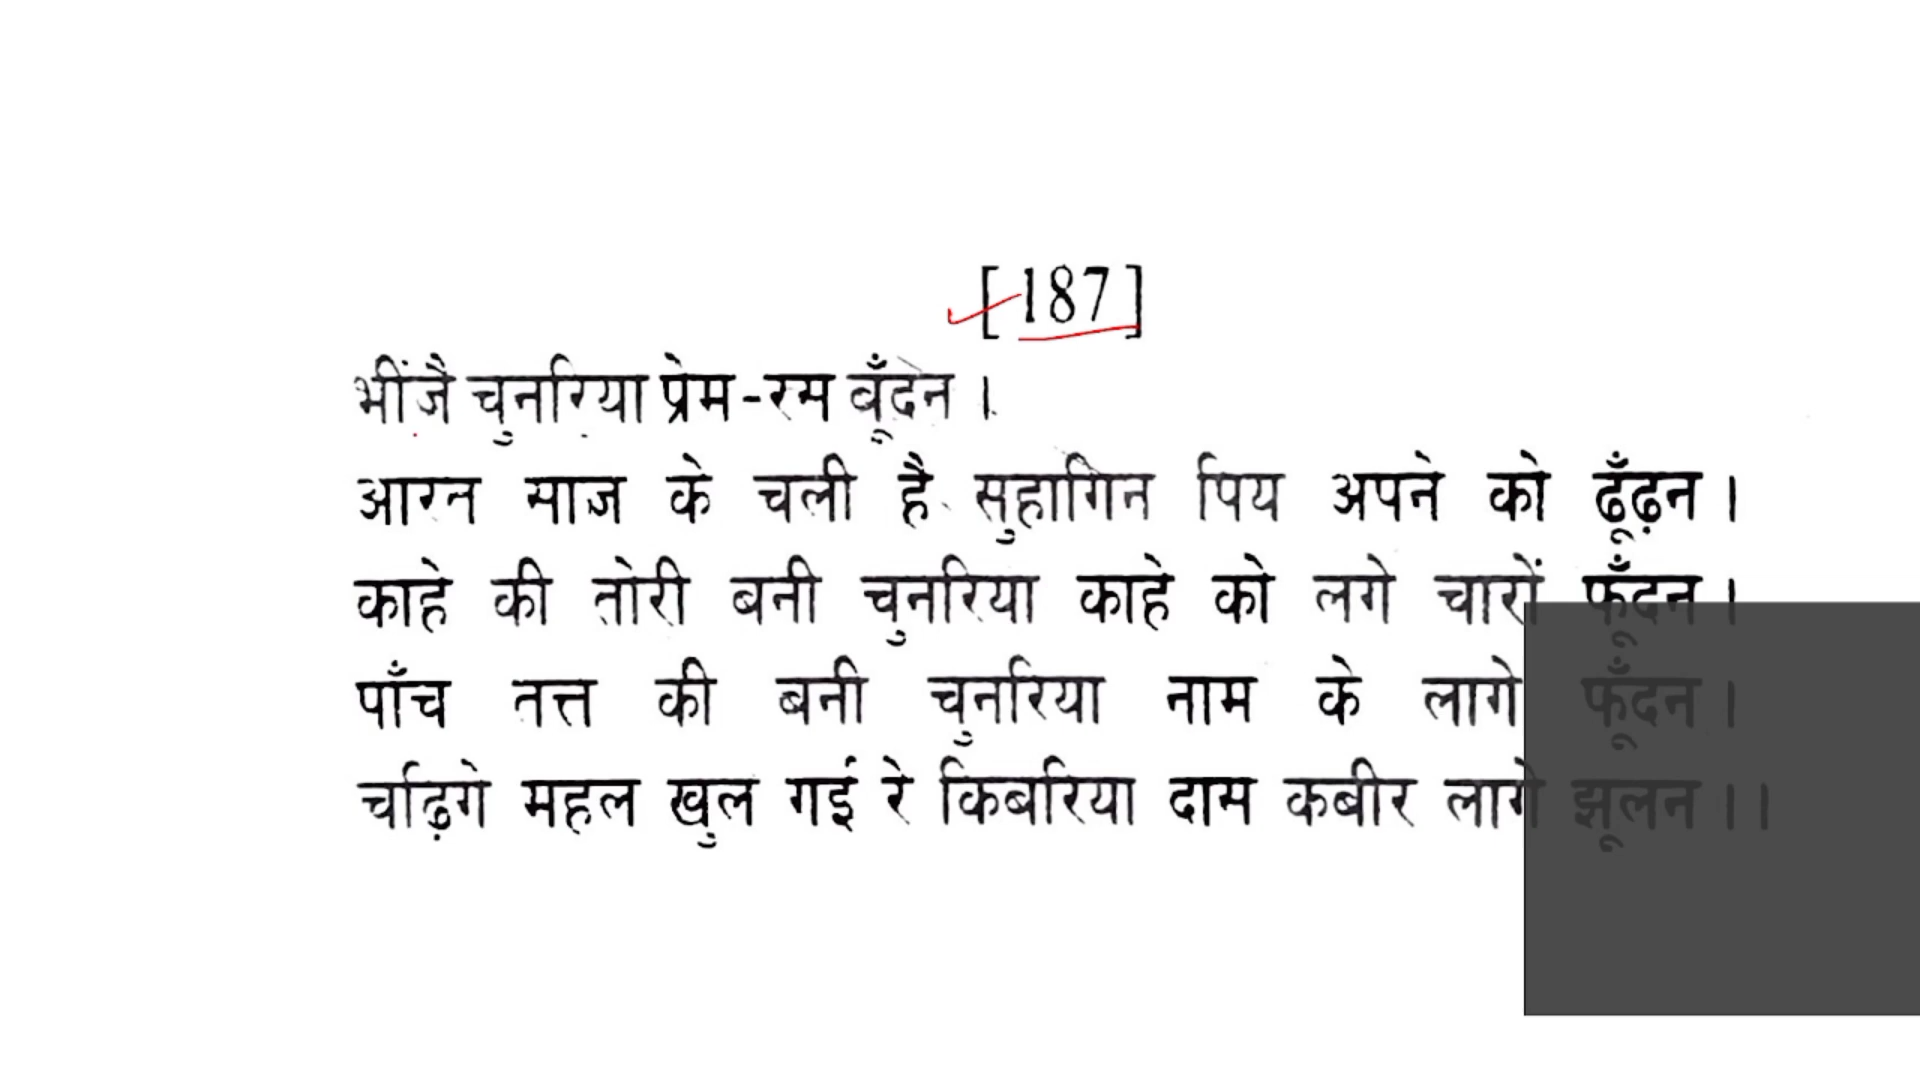 [187]
भींजै चुनरिया प्रेम-रस बूँदन ।
आरत साज के चली है सुहागिन पिय अपने को ढूँढ़न ।
काहे की तोरी बनी चुनरिया काहे को लगे चारों फूँदन ।
पाँच तत्त की बनी चुनरिया नाम के लागे फूँदन ।
चढ़िगे महल खुल गई रे किबरिया दास कबीर लागे झूलन ।।